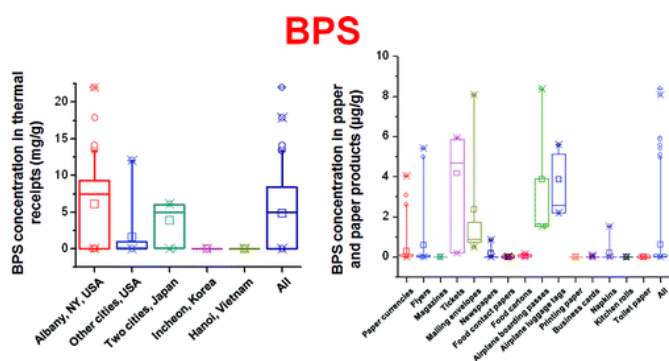 BPS
BPS concentration in thermal
receipts (mg/g)
20
15
10
5
0
Albany, NY, USA
Other cities, USA
Two cities, Japan
Incheon, Korea
Hanoi, Vietnam
All
BPS concentration in paper
and paper products (µg/g)
10
8
6
4
2
0
Paper currencies
Flyers
Magazines
Tickets
Mailing envelopes
Newspapers
Food contact papers
Food cartons
Airplane boarding passes
Airplane luggage tags
Printing paper
Business cards
Napkins
Kitchen rolls
Toilet paper
All